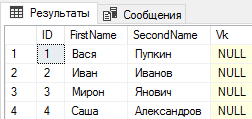 Результаты Сообщения
ID FirstName SecondName Vk
1 1 Вася Пупкин NULL
2 2 Иван Иванов NULL
3 3 Мирон Янович NULL
4 4 Саша Александров NULL